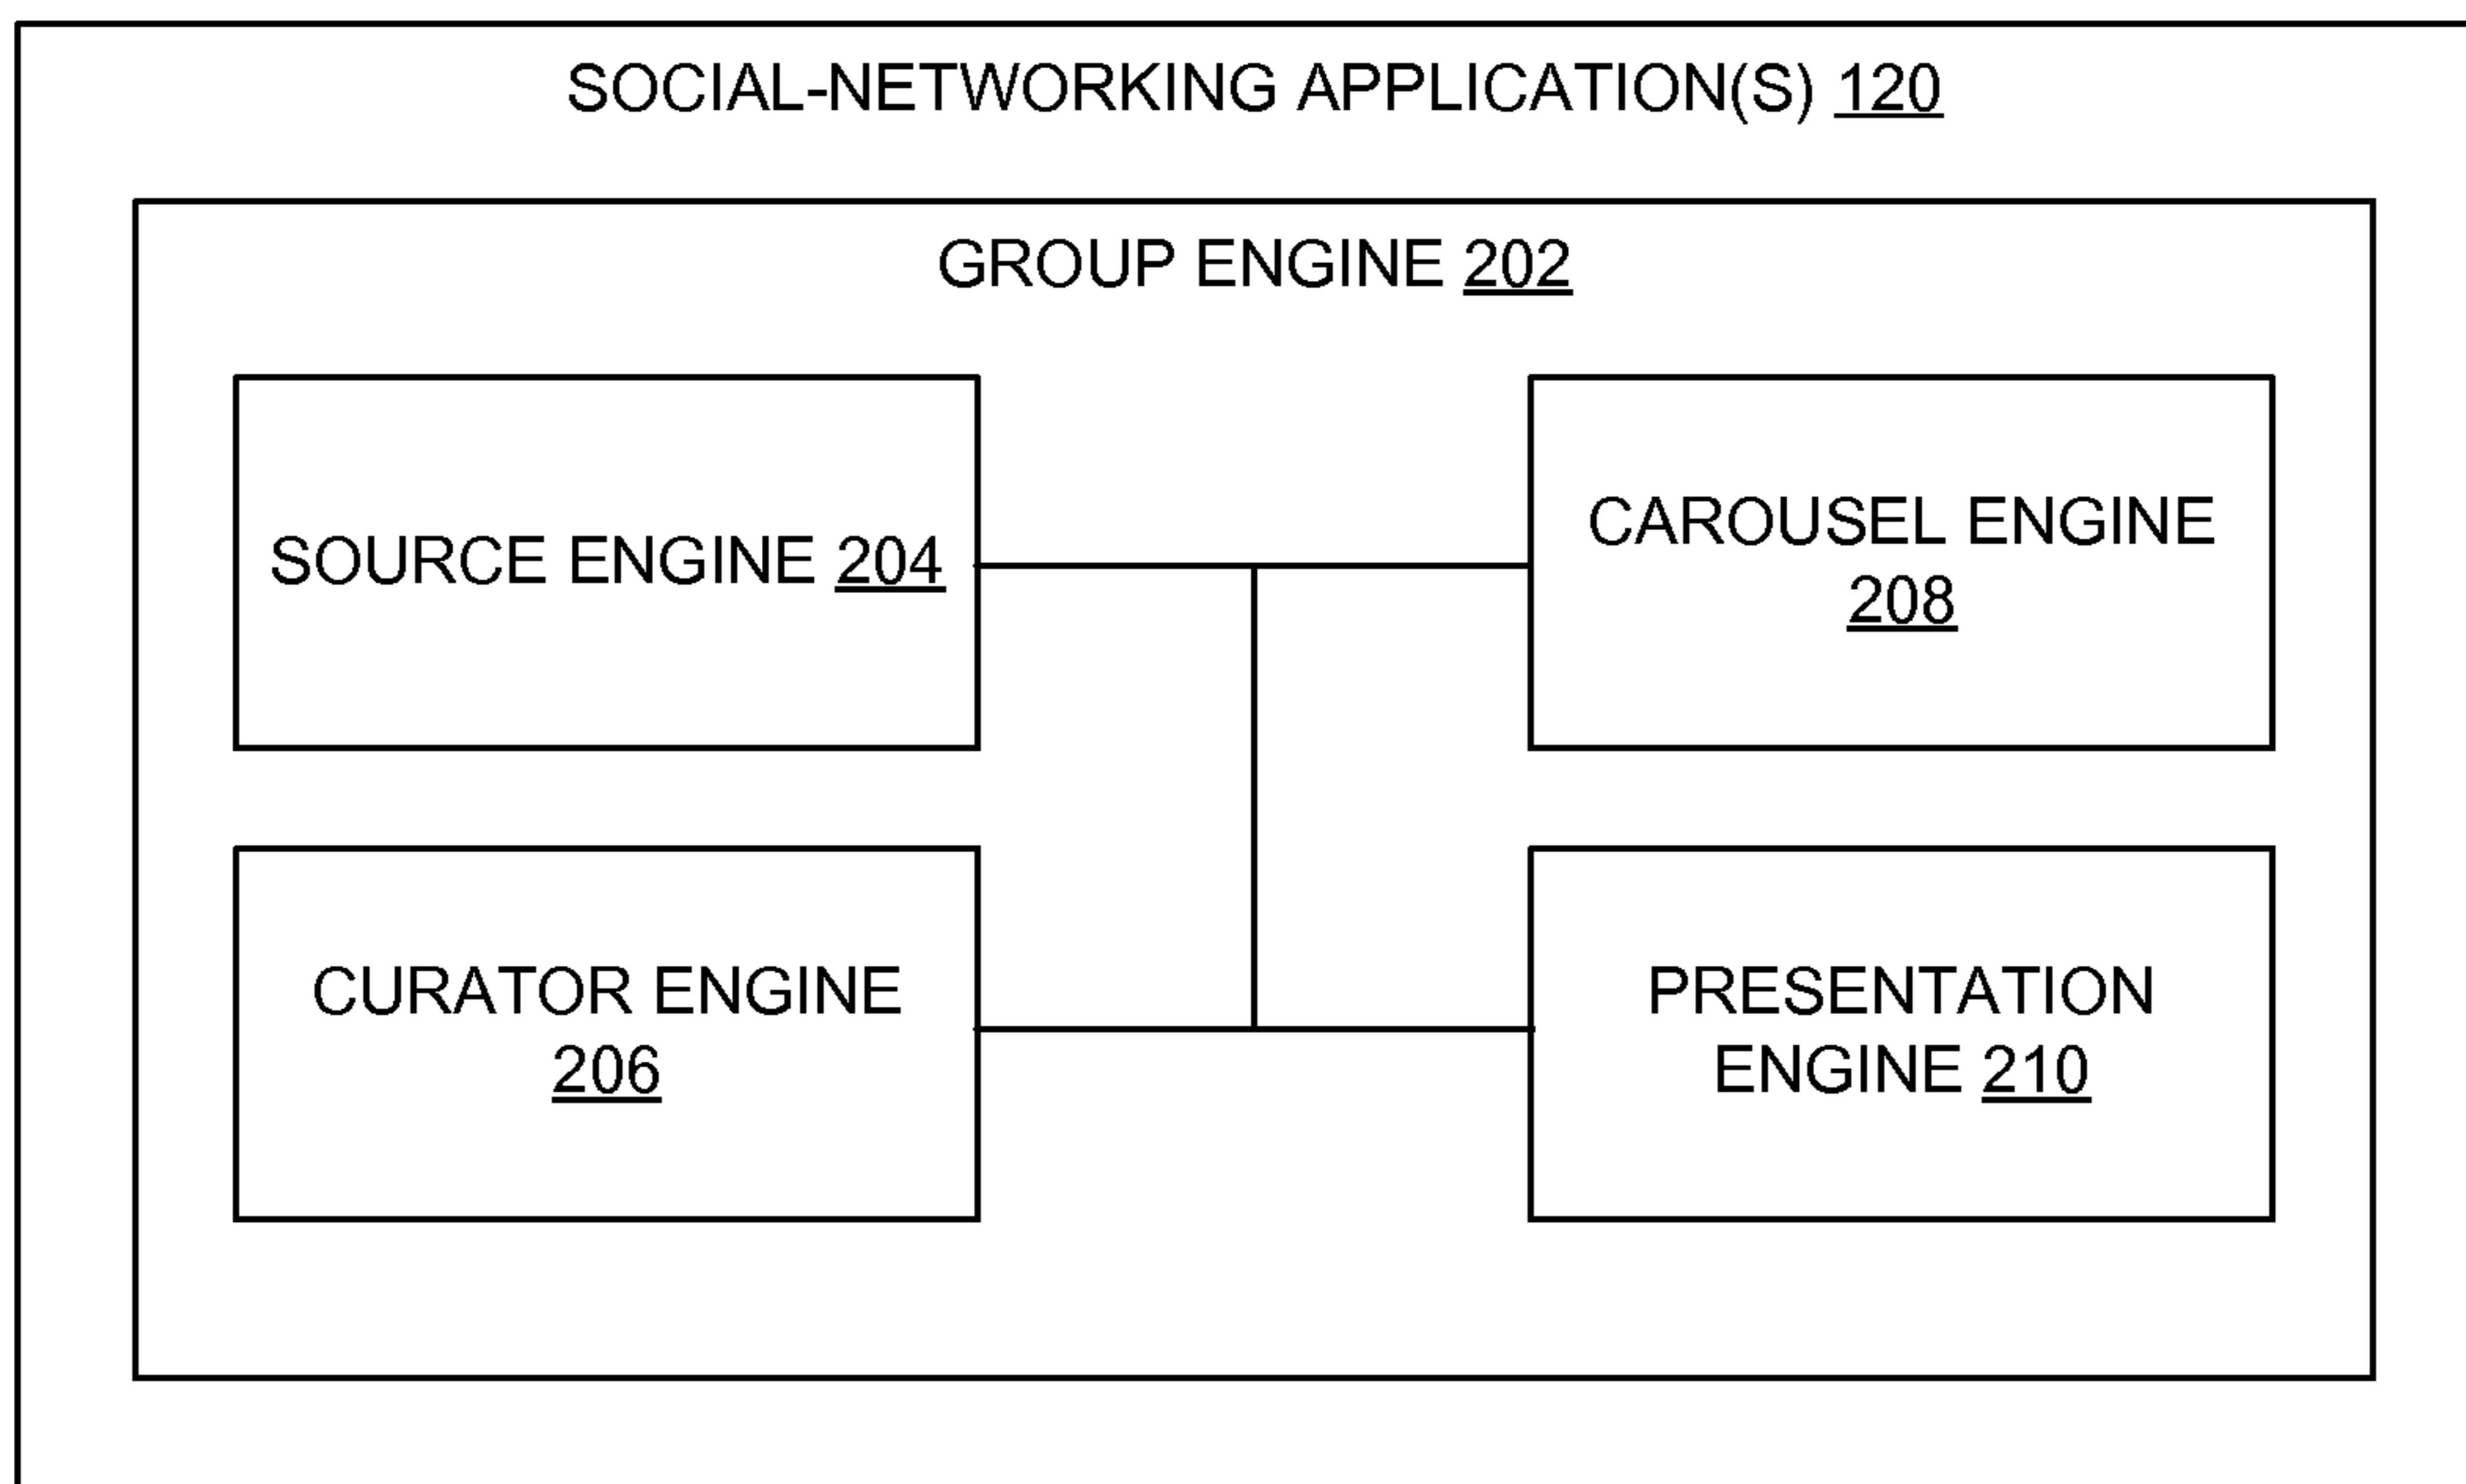 SOCIAL-NETWORKING APPLICATION(S) 120
GROUP ENGINE 202
SOURCE ENGINE 204
CAROUSEL ENGINE
208
CURATOR ENGINE
206
PRESENTATION
ENGINE 210